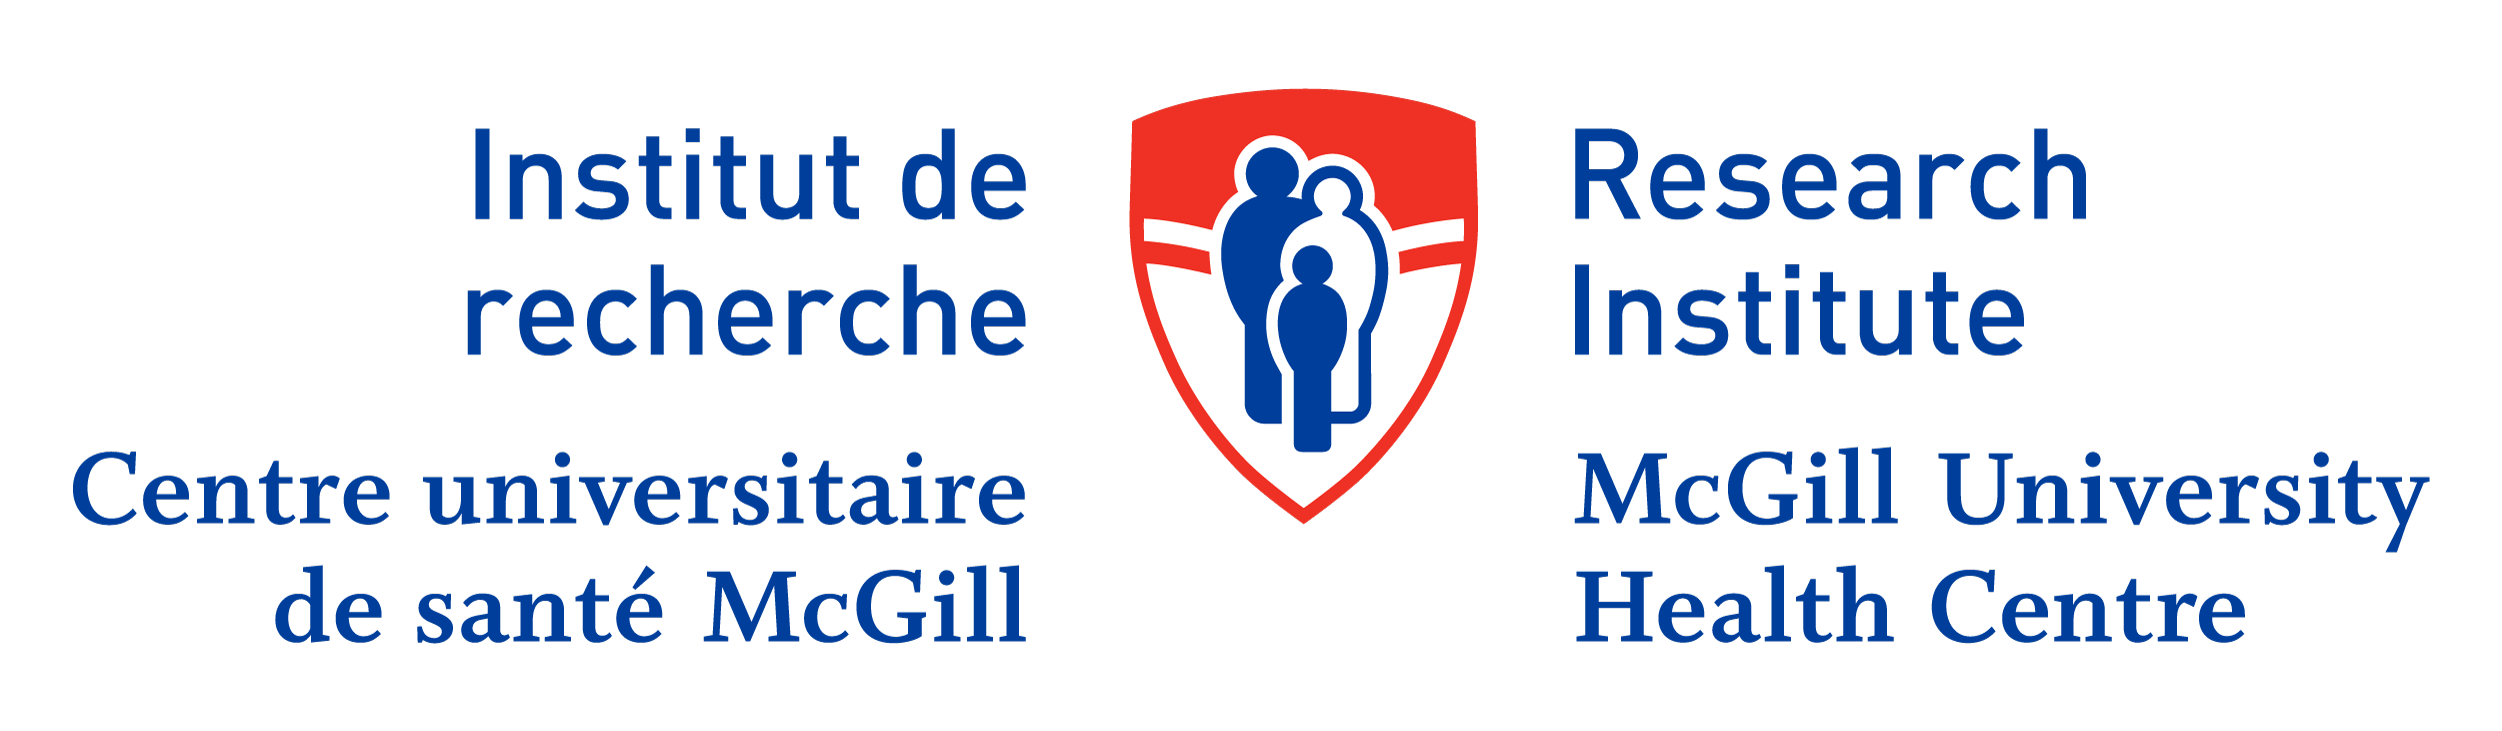 Institut de
recherche
Centre universitaire
de santé McGill
Research
Institute
McGill University
Health Centre